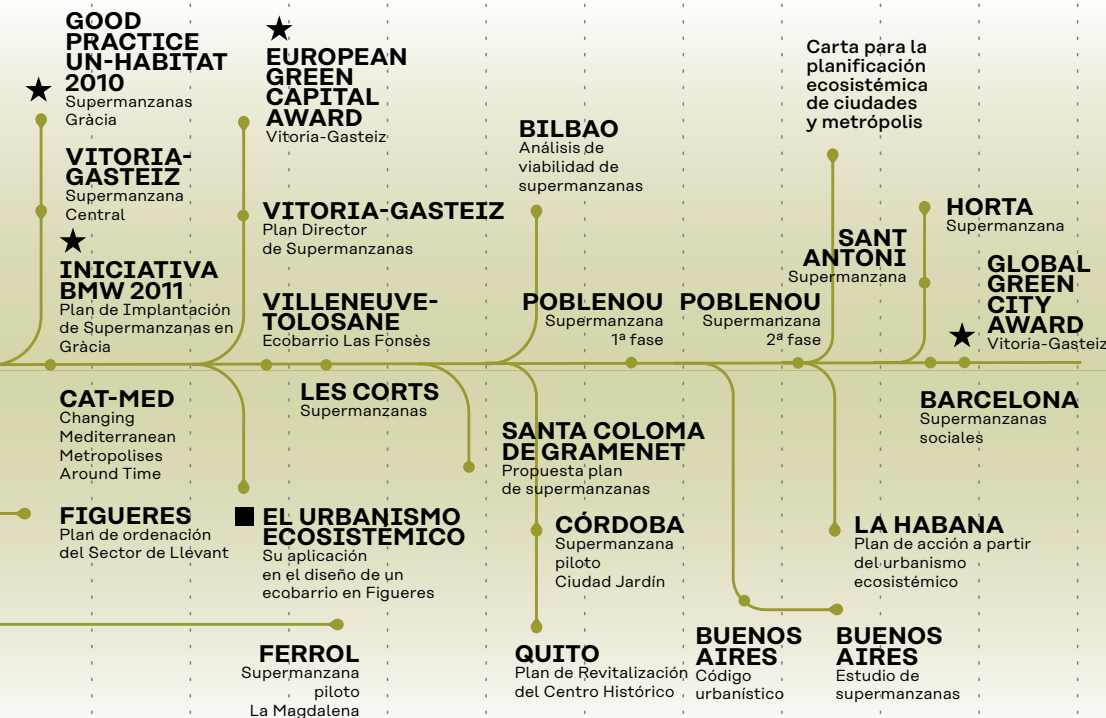 GOOD
PRACTICE
UN-HABITAT
2010
Supermanzanas
Gràcia
EUROPEAN
GREEN
CAPITAL
AWARD
Vitoria-Gasteiz
Carta para la
planificación
ecosistémica
de ciudades
y metrópolis
BILBAO
Análisis de
viabilidad de
supermanzanas
VITORIA-
GASTEIZ
Supermanzana
Central
VITORIA-GASTEIZ
Plan Director
de Supermanzanas
HORTA
Supermanzana
SANT
ANTONI
Supermanzana
INICIATIVA
BMW 2011
Plan de Implantación
de Supermanzanas en
Gràcia
GLOBAL
GREEN
CITY
AWARD
Vitoria-Gasteiz
VILLENEUVE-
TOLOSANE
Ecobarrio Las Fonsès
POBLENOU
Supermanzana
1ª fase
POBLENOU
Supermanzana
2ª fase
CAT-MED
Changing
Mediterranean
Metropolises
Around Time
LES CORTS
Supermanzanas
SANTA COLOMA
DE GRAMENET
Propuesta plan
de supermanzanas
BARCELONA
Supermanzanas
sociales
FIGUERES
Plan de ordenación
del Sector de Llevant
EL URBANISMO
ECOSISTÉMICO
Su aplicación
en el diseño de un
ecobarrio en Figueres
CÓRDOBA
Supermanzana
piloto
Ciudad Jardín
LA HABANA
Plan de acción a partir
del urbanismo
ecosistémico
FERROL
Supermanzana
piloto
La Magdalena
QUITO
Plan de Revitalización
del Centro Histórico
BUENOS
AIRES
Código
urbanístico
BUENOS
AIRES
Estudio de
supermanzanas